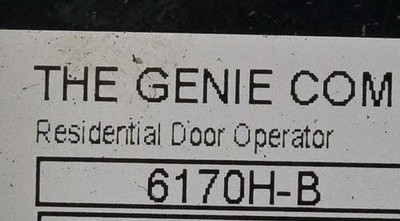 THE GENIE COM
Residential Door Operator
6170H-B